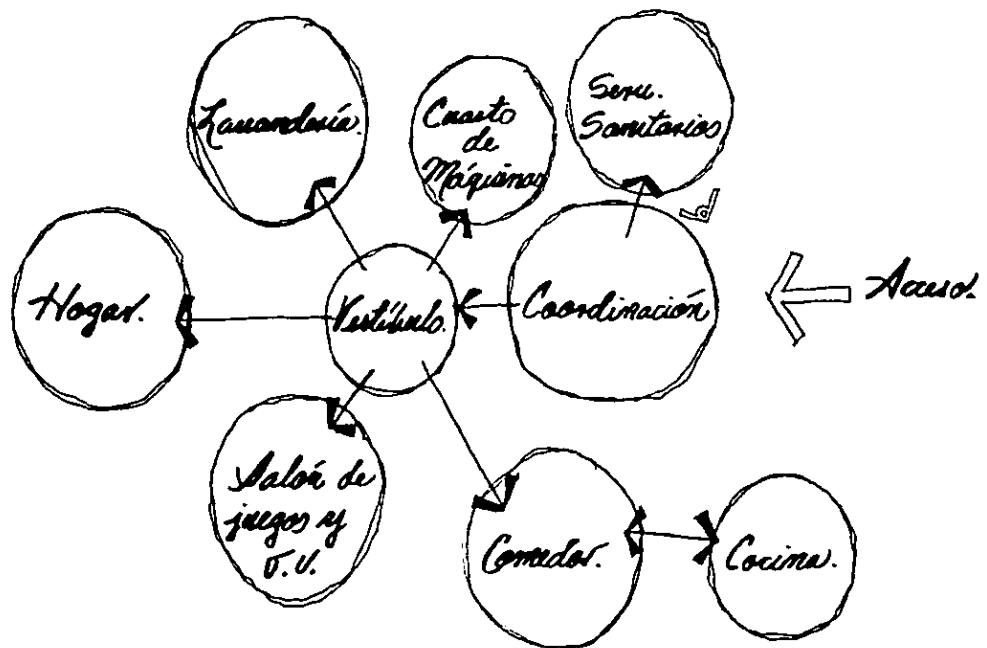 Lavandería.
Cuarto
de
Máquinas
Serv.
Sanitarios
Hogar.
Vestíbulo.
Coordinación
Acceso.
Salón de
juegos y
T.V.
Comedor.
Cocina.